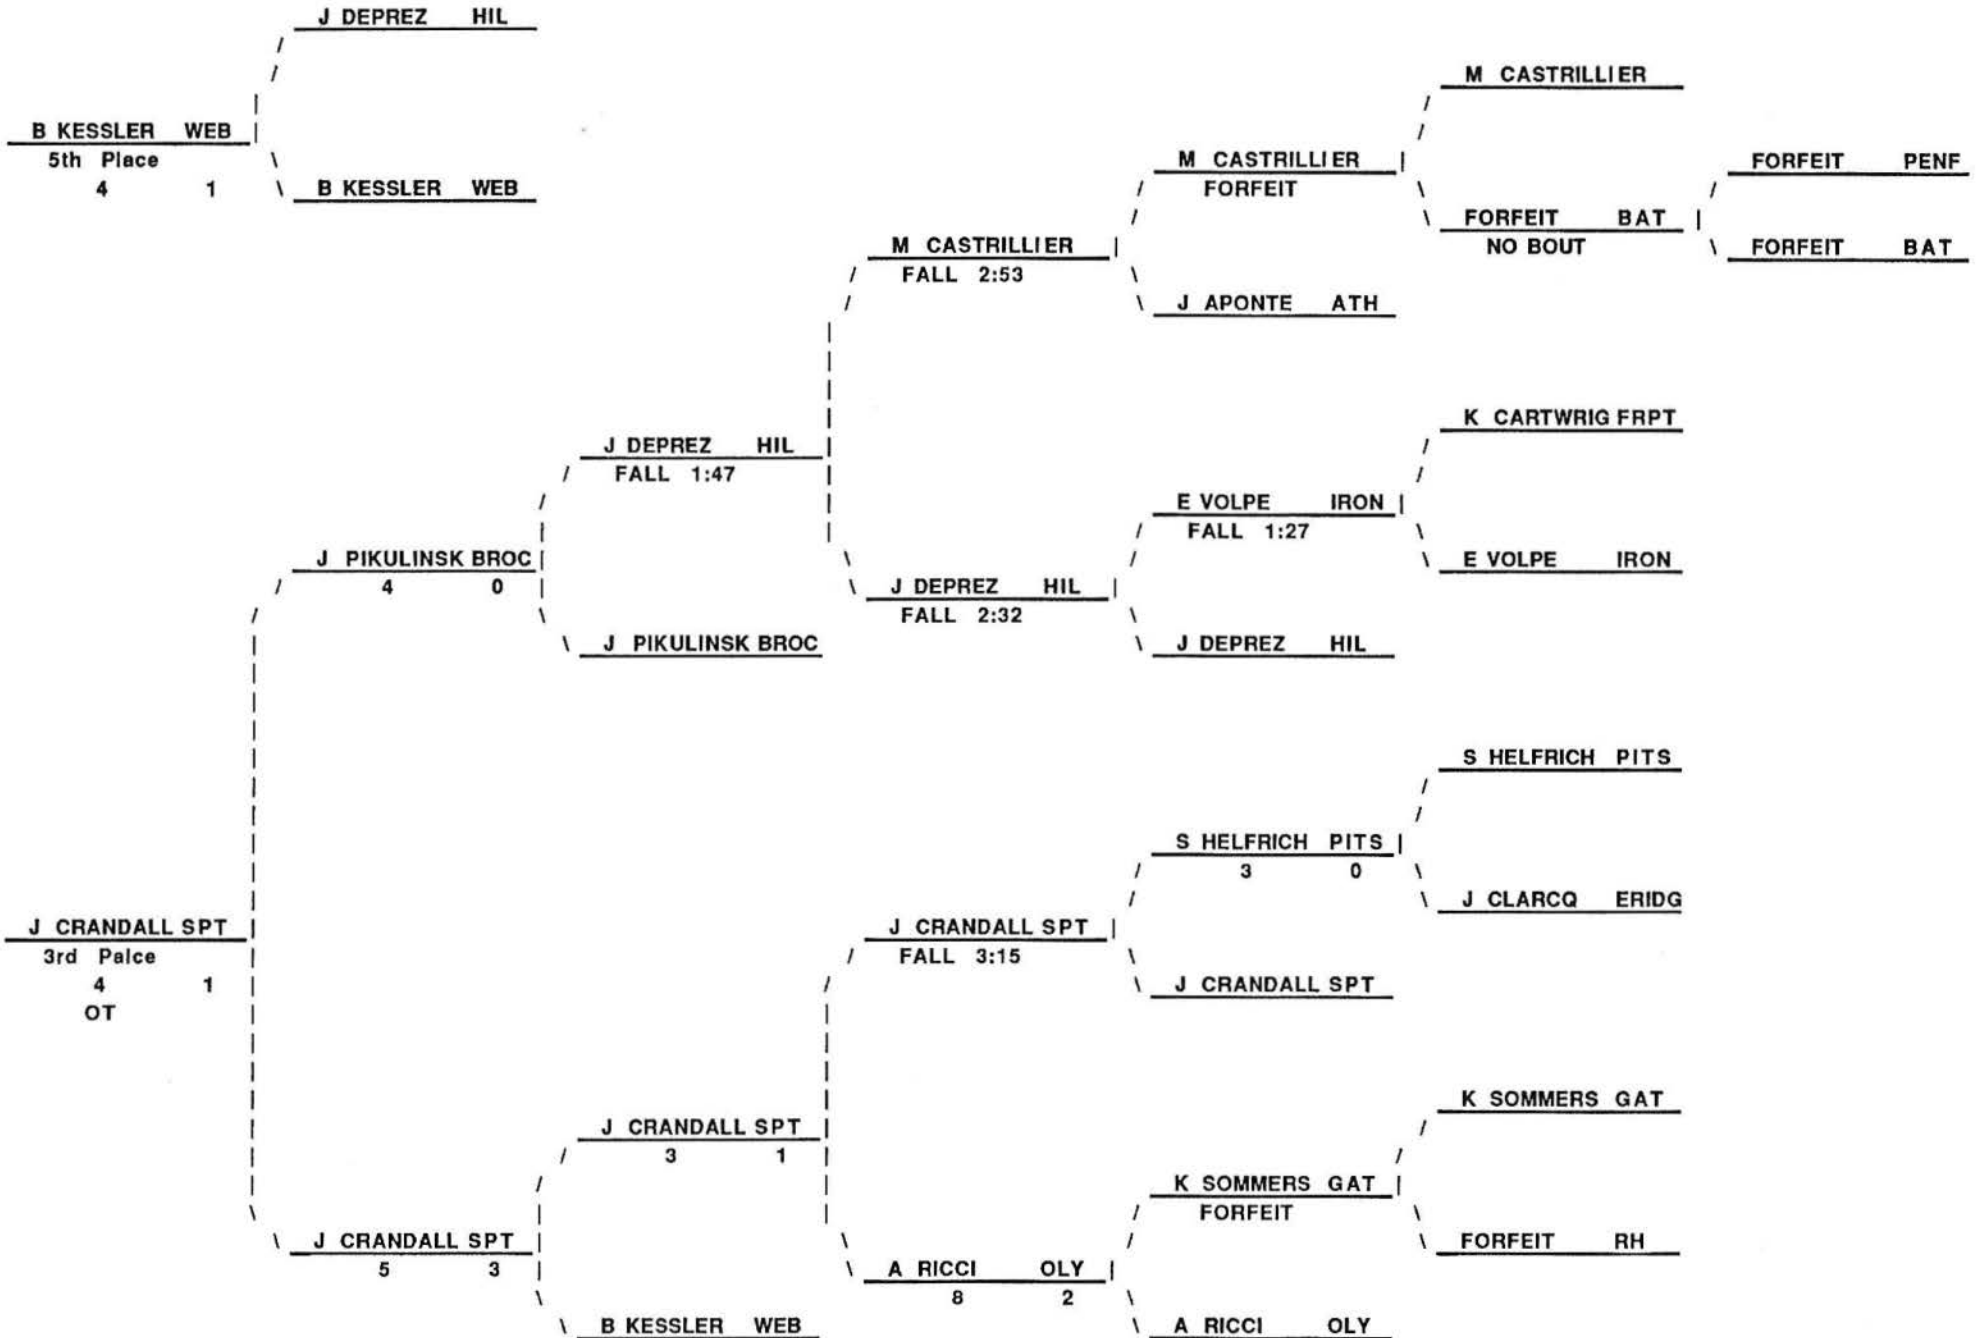 J DEPREZ HIL
M CASTRILLIER
B KESSLER WEB
5th Place
4 1
M CASTRILLIER
FORFEIT
FORFEIT PENF
B KESSLER WEB
FORFEIT BAT
NO BOUT
M CASTRILLIER
FALL 2:53
FORFEIT BAT
J APONTE ATH
K CARTWRIG FRPT
J DEPREZ HIL
FALL 1:47
E VOLPE IRON
FALL 1:27
J PIKULINSK BROC
4 0
E VOLPE IRON
J DEPREZ HIL
FALL 2:32
J PIKULINSK BROC
J DEPREZ HIL
S HELFRICH PITS
S HELFRICH PITS
3 0
J CLARCQ ERIDG
J CRANDALL SPT
3rd Palce
4 1
OT
J CRANDALL SPT
FALL 3:15
J CRANDALL SPT
K SOMMERS GAT
J CRANDALL SPT
3 1
K SOMMERS GAT
FORFEIT
J CRANDALL SPT
5 3
FORFEIT RH
A RICCI OLY
8 2
B KESSLER WEB
A RICCI OLY